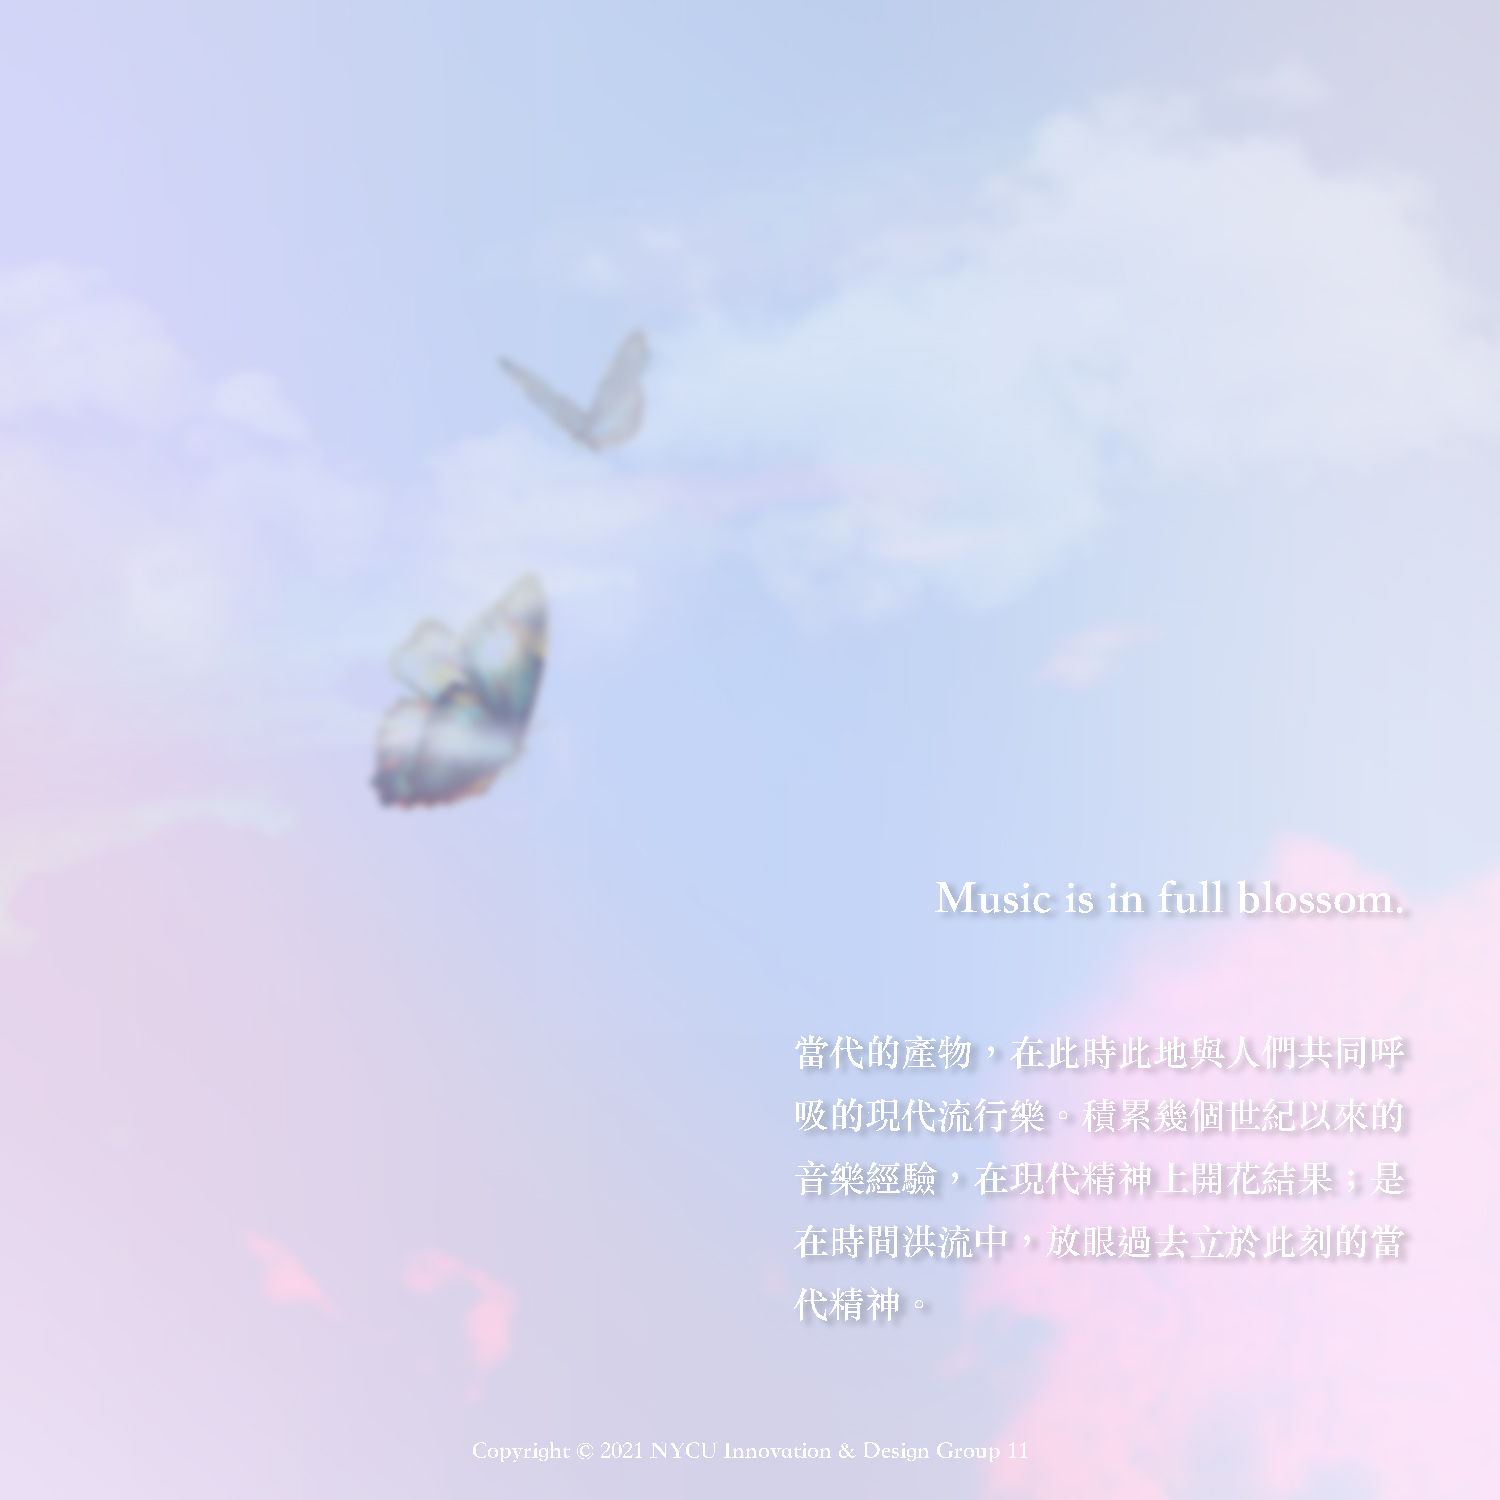 Music is in full blossom.
當代的產物，在此時此地與人們共同呼
吸的現代流行樂。積累幾個世紀以來的
音樂經驗，在現代精神上開花結果；是
在時間洪流中，放眼過去立於此刻的當
代精神。
Copyright © 2021 NYCU Innovation & Design Group 11